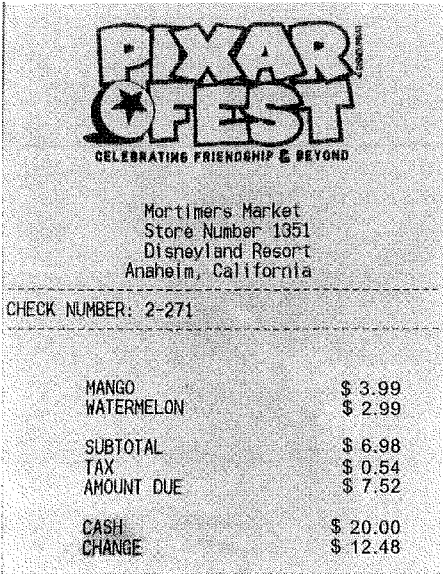 PIXAR
FEST
CELEBRATING FRIENDSHIP & BEYOND
Mortimers Market
Store Number 1351
Disneyland Resort
Anaheim, California
CHECK NUMBER: 2-271
MANGO $ 3.99
WATERMELON $ 2.99
SUBTOTAL $ 6.98
TAX $ 0.54
AMOUNT DUE $ 7.52
CASH $ 20.00
CHANGE $ 12.48